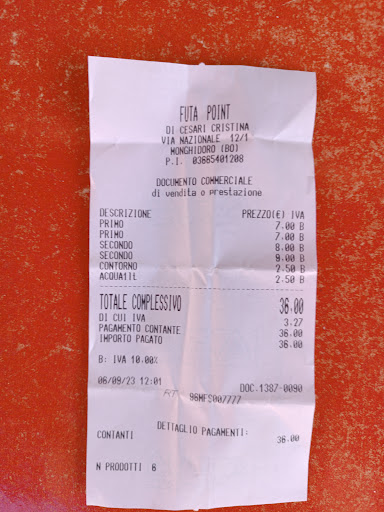 FUTA POINT
DI CESARI CRISTINA
VIA NAZIONALE 12/1
MONGHIDORO (BO)
P.I. 03665401208
DOCUMENTO COMMERCIALE
di vendita o prestazione
DESCRIZIONE PREZZO(€) IVA
PRIMO 7.00 B
PRIMO 7.00 B
SECONDO 8.00 B
SECONDO 9.00 B
CONTORNO 2.50 B
ACQUA1lL 2.50 B
TOTALE COMPLESSIVO 36.00
DI CUI IVA 3.27
PAGAMENTO CONTANTE 36.00
IMPORTO PAGATO 36.00
B: IVA 10.00%
06/09/23 12:01 DOC.1387-0090
RT 96MFS007777
DETTAGLIO PAGAMENTI:
CONTANTI 36.00
N PRODOTTI 6